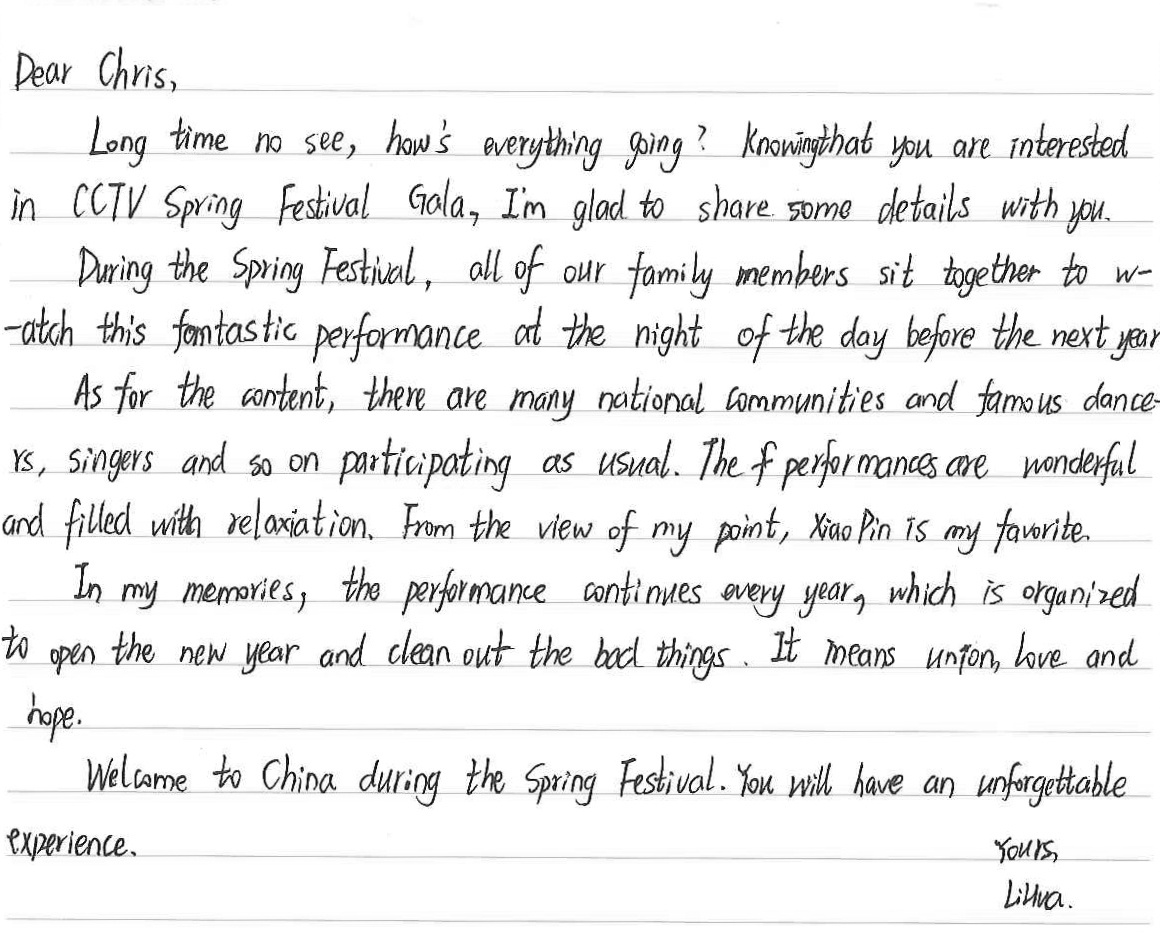 Dear Chris,
Long time no see, how's everything going? Knowingthat you are interested
in CCTV Spring Festival Gala, I'm glad to share some details with you.
During the Spring Festival, all of our family members sit together to w-
-atch this fantastic performance at the night of the day before the next year
As for the content, there are many national communities and famous dance-
rs, singers and so on participating as usual. The f performances are wonderful
and filled with relaxiation. From the view of my point, Xiao Pin is my favorite.
In my memories, the performance continues every year, which is organized
to open the new year and clean out the bad things. It means union, love and
hope.
Welcome to China during the Spring Festival. You will have an unforgettable
experience.
Yours,
LiHua.